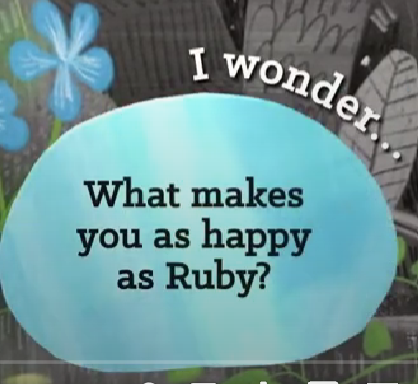 I wonder...
What makes
you as happy
as Ruby?